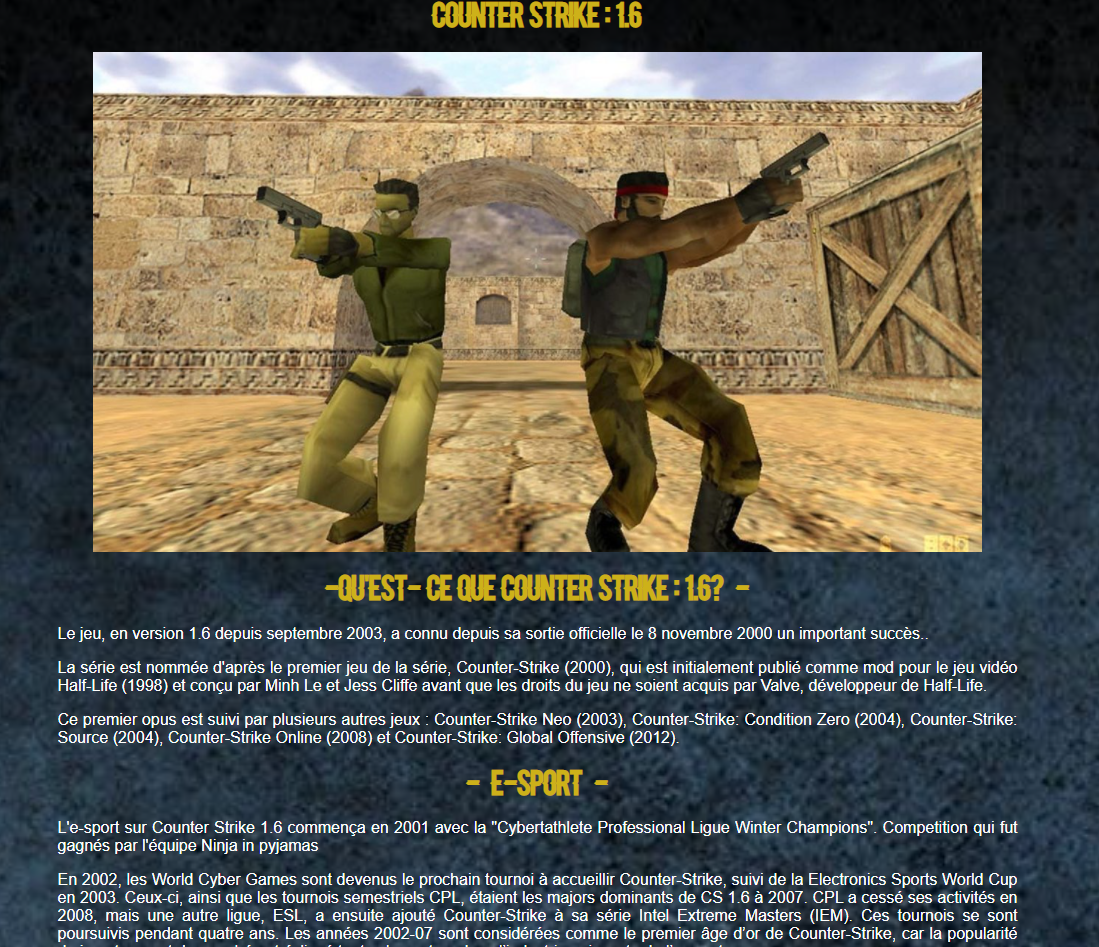 COUNTER STRIKE : 1.6
-QU'EST- CE QUE COUNTER STRIKE : 1.6? -
Le jeu, en version 1.6 depuis septembre 2003, a connu depuis sa sortie officielle le 8 novembre 2000 un important succès..
La série est nommée d'après le premier jeu de la série, Counter-Strike (2000), qui est initialement publié comme mod pour le jeu vidéo
Half-Life (1998) et conçu par Minh Le et Jess Cliffe avant que les droits du jeu ne soient acquis par Valve, développeur de Half-Life.
Ce premier opus est suivi par plusieurs autres jeux : Counter-Strike Neo (2003), Counter-Strike: Condition Zero (2004), Counter-Strike:
Source (2004), Counter-Strike Online (2008) et Counter-Strike: Global Offensive (2012).
- E-SPORT -
L'e-sport sur Counter Strike 1.6 commença en 2001 avec la "Cybertathlete Professional Ligue Winter Champions". Competition qui fut
gagnés par l'équipe Ninja in pyjamas
En 2002, les World Cyber Games sont devenus le prochain tournoi à accueillir Counter-Strike, suivi de la Electronics Sports World Cup
en 2003. Ceux-ci, ainsi que les tournois semestriels CPL, étaient les majors dominants de CS 1.6 à 2007. CPL a cessé ses activités en
2008, mais une autre ligue, ESL, a ensuite ajouté Counter-Strike à sa série Intel Extreme Masters (IEM). Ces tournois se sont
poursuivis pendant quatre ans. Les années 2002-07 sont considérées comme le premier âge d'or de Counter-Strike, car la popularité